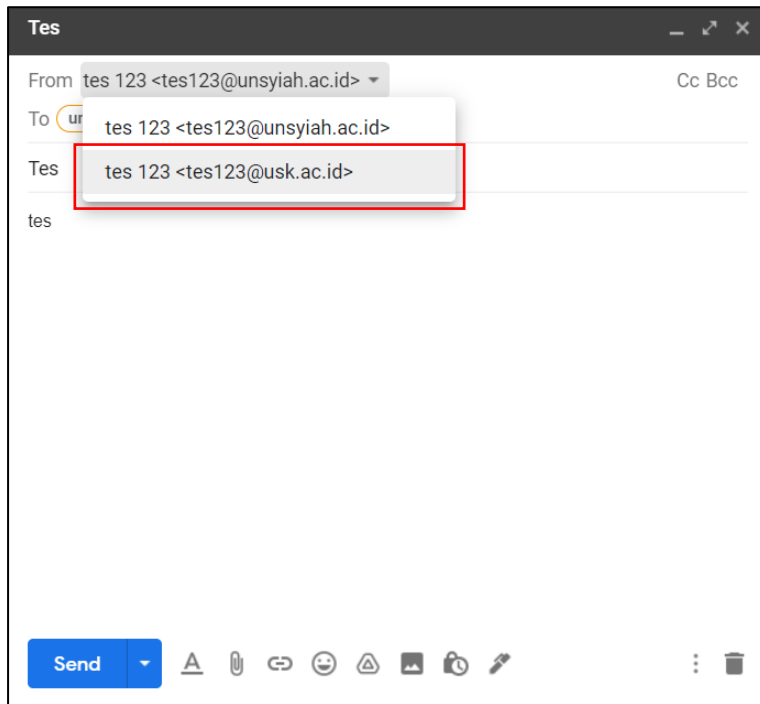 Tes
From tes 123 <tes123@unsyiah.ac.id> Cc Bcc
To
tes 123 <tes123@unsyiah.ac.id>
Tes
tes 123 <tes123@usk.ac.id>
tes
Send